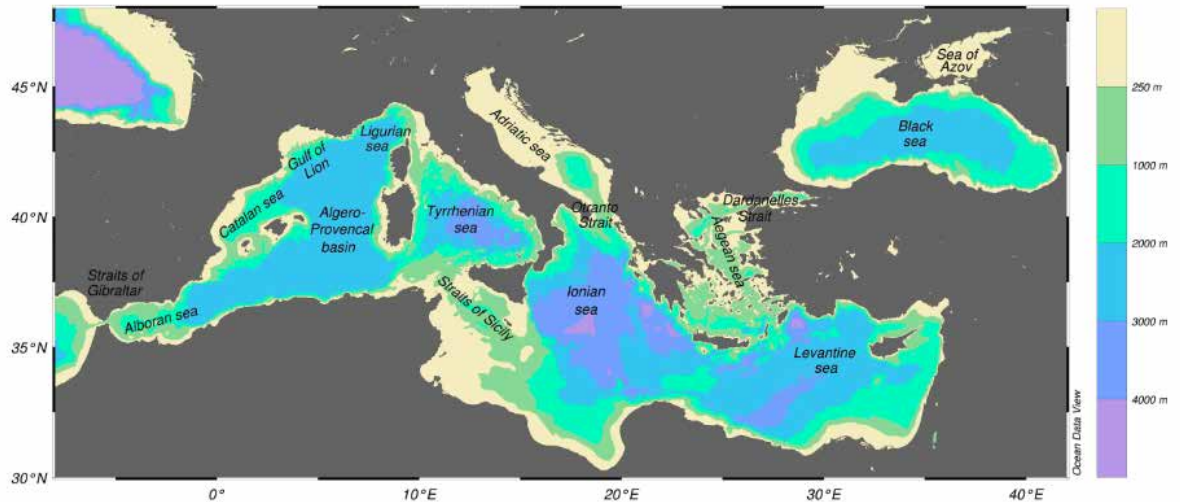 45°N
40°N
35°N
30°N
0°
10°E
20°E
30°E
40°E
Sea of
Azov
Black
sea
Ligurian
sea
Adriatic sea
Gulf of
Lion
Catalan sea
Algero-
Provencal
basin
Tyrrhenian
sea
Otranto
Strait
Dardanelles
Strait
Aegean sea
Straits of
Gibraltar
Alboran sea
Straits of Sicily
Ionian
sea
Levantine
sea
Ocean Data View
250 m
1000 m
2000 m
3000 m
4000 m